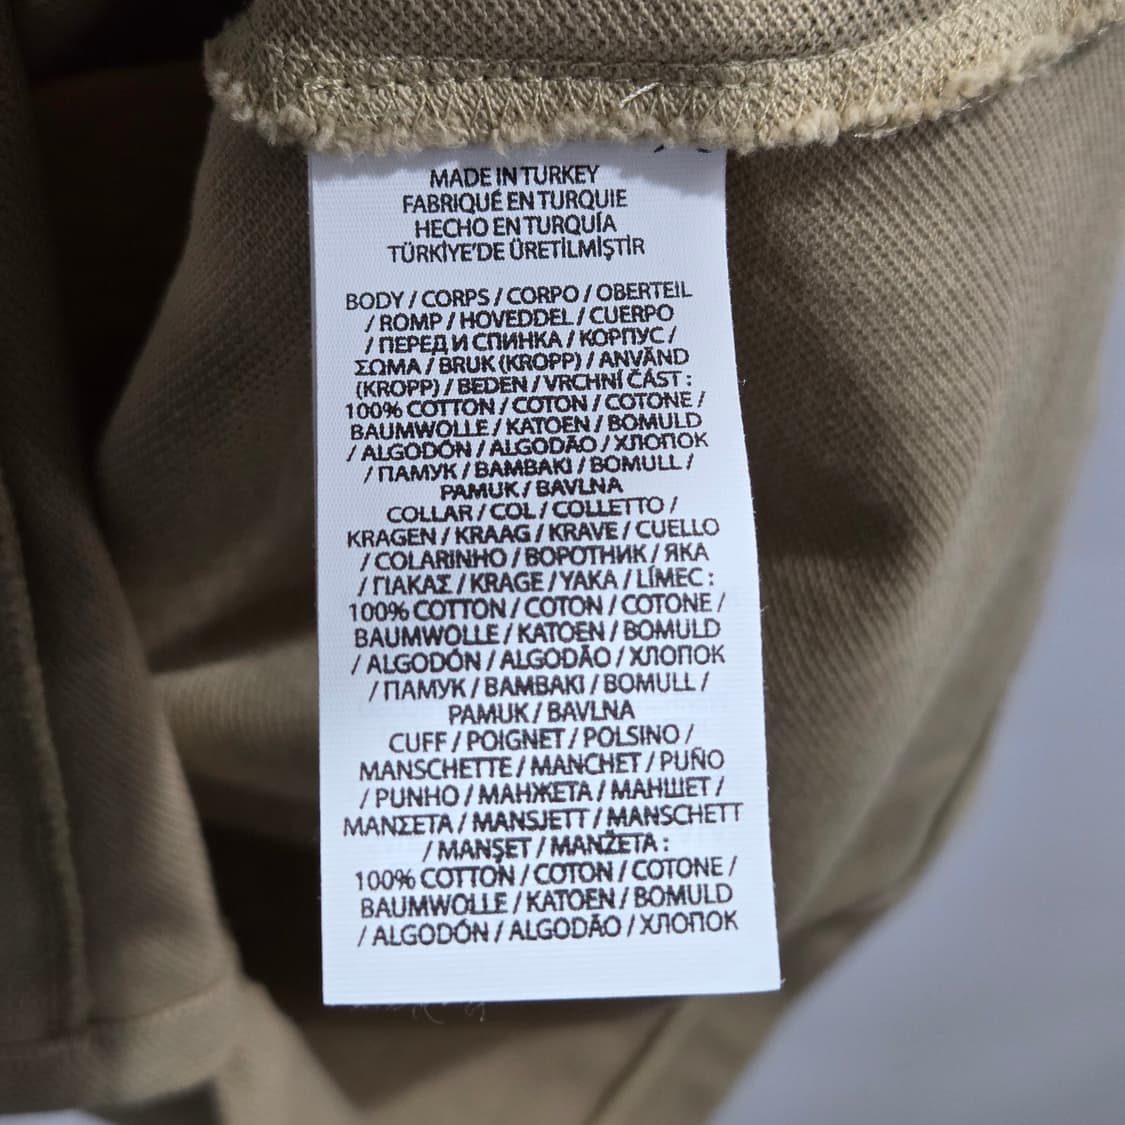 MADE IN TURKEY
FABRIQUÉ EN TURQUIE
HECHO EN TURQUÍA
TÜRKİYE'DE ÜRETİLMİŞTİR
BODY / CORPS / CORPO / OBERTEIL
/ ROMP / HOVEDDEL / CUERPO
/ ПЕРЕД И СПИНКА / КОРПУС /
ΣΩΜΑ / BRUK (KROPP) / ANVÄND
(KROPP) / BEDEN / VRCHNÍ ČÁST :
100% COTTON / COTON / COTONE /
BAUMWOLLE / KATOEN / BOMULD
/ ALGODÓN / ALGODÃO / ХЛОПОК
/ ПАМУК / BAMBAKI / BOMULL /
PAMUK / BAVLNA
COLLAR / COL / COLLETTO /
KRAGEN / KRAAG / KRAVE / CUELLO
/ COLARINHO / ВОРОТНИК / ЯКА
/ ΓΙΑΚΑΣ / KRAGE / YAKA / LÍMEC :
100% COTTON / COTON / COTONE /
BAUMWOLLE / KATOEN / BOMULD
/ ALGODÓN / ALGODÃO / ХЛОПОК
/ ПАМУК / BAMBAKI / BOMULL /
PAMUK / BAVLNA
CUFF / POIGNET / POLSINO /
MANSCHETTE / MANCHET / PUÑO
/ PUNHO / МАНЖЕТА / МАНШЕТ /
ΜΑΝΣΕΤΑ / MANSJETT / MANSCHETT
/ MANŞET / MANŽETA :
100% COTTON / COTON / COTONE /
BAUMWOLLE / KATOEN / BOMULD
/ ALGODÓN / ALGODÃO / ХЛОПОК